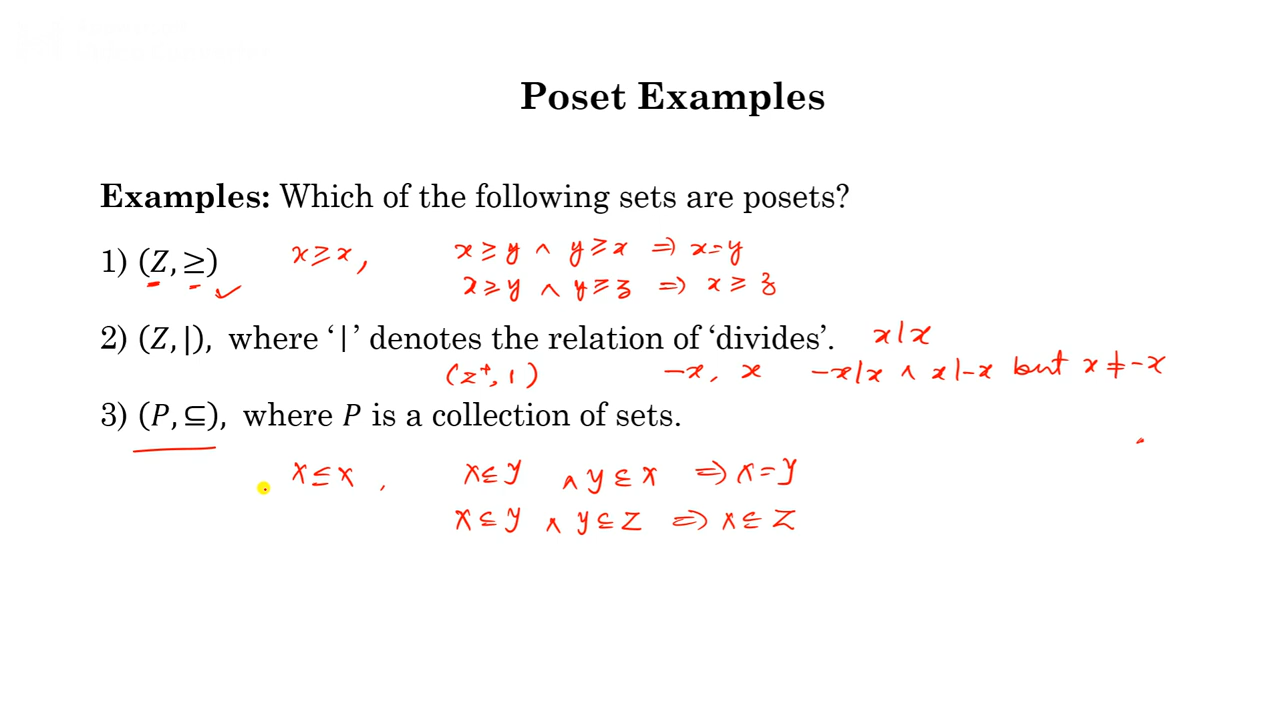 Poset Examples
Examples: Which of the following sets are posets?
1) (Z, ≥) x ≥ x, x ≥ y ∧ y ≥ x ⇒ x = y
x ≥ y ∧ y ≥ z ⇒ x ≥ z
2) (Z, |), where ‘|’ denotes the relation of ‘divides’. x | x
(Z⁺, |) -x, x -x | x ∧ x | -x but x ≠ -x
3) (P, ⊆), where P is a collection of sets.
X ⊆ X, X ⊆ Y ∧ Y ⊆ X ⇒ X = Y
X ⊆ Y ∧ Y ⊆ Z ⇒ X ⊆ Z